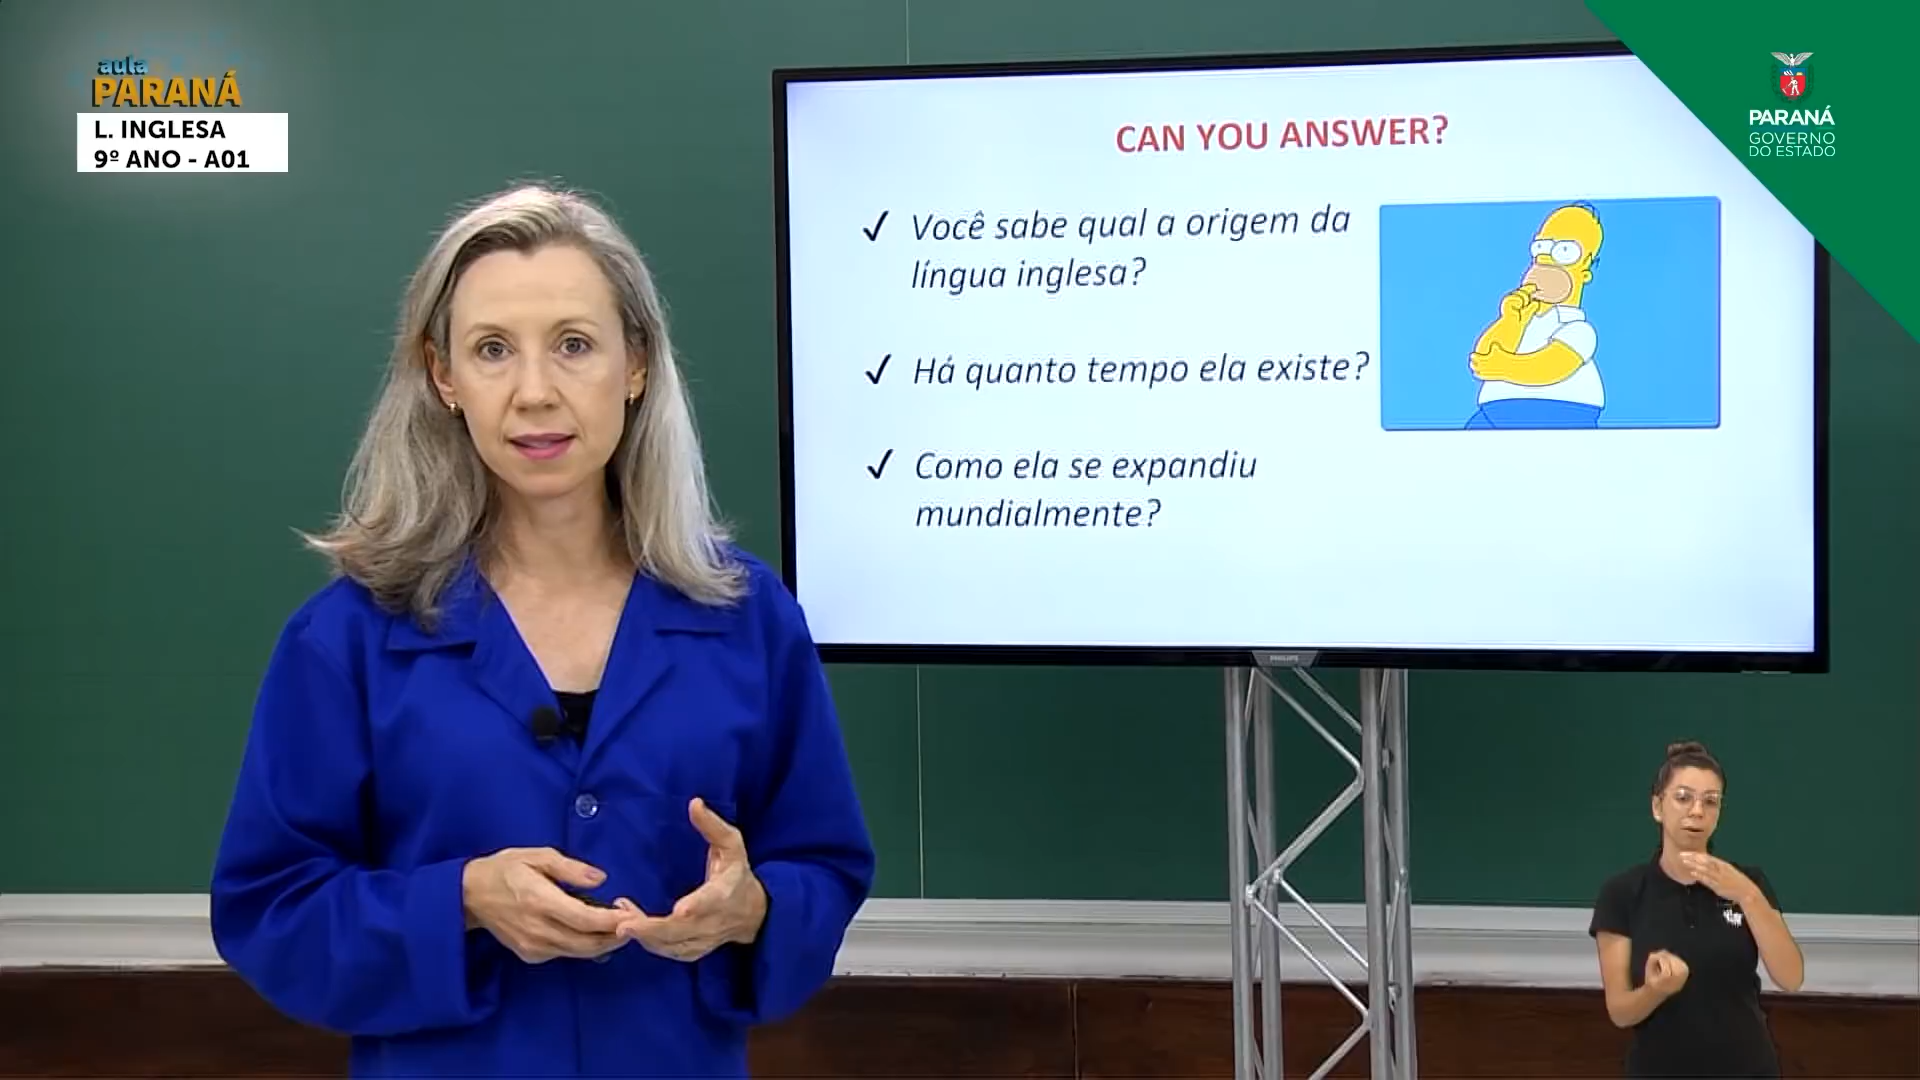 aula
PARANÁ
L. INGLESA
9º ANO - A01
CAN YOU ANSWER?
✓ Você sabe qual a origem da
língua inglesa?
✓ Há quanto tempo ela existe?
✓ Como ela se expandiu
mundialmente?
PHILIPS
PARANÁ
GOVERNO
DO ESTADO